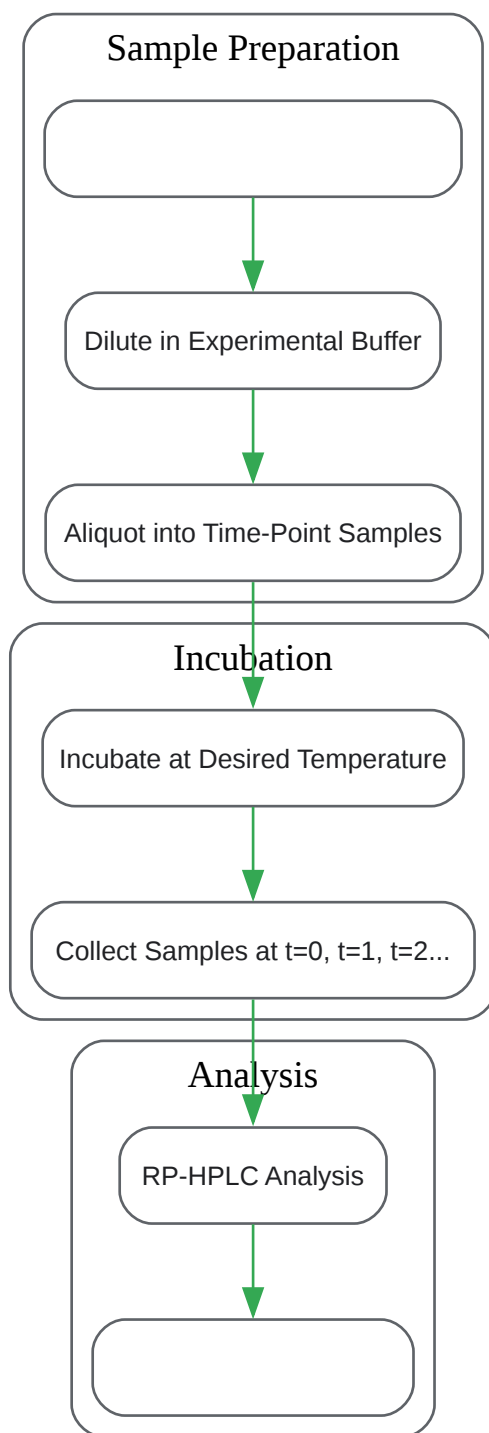 Sample Preparation
Dilute in Experimental Buffer
Aliquot into Time-Point Samples
Incubation
Incubate at Desired Temperature
Collect Samples at t=0, t=1, t=2...
Analysis
RP-HPLC Analysis